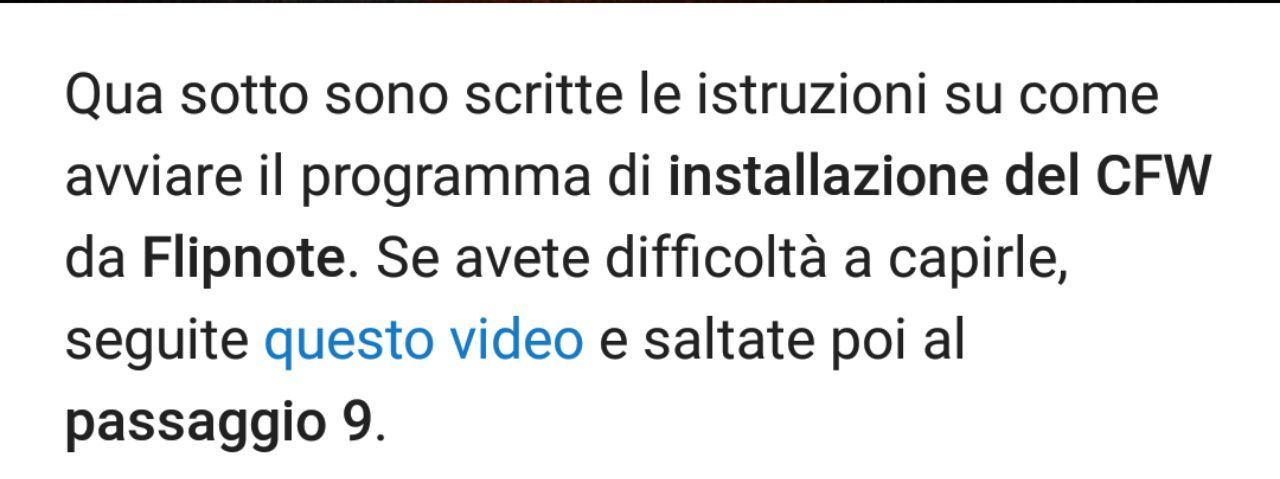 Qua sotto sono scritte le istruzioni su come
avviare il programma di installazione del CFW
da Flipnote. Se avete difficoltà a capirle,
seguite questo video e saltate poi al
passaggio 9.